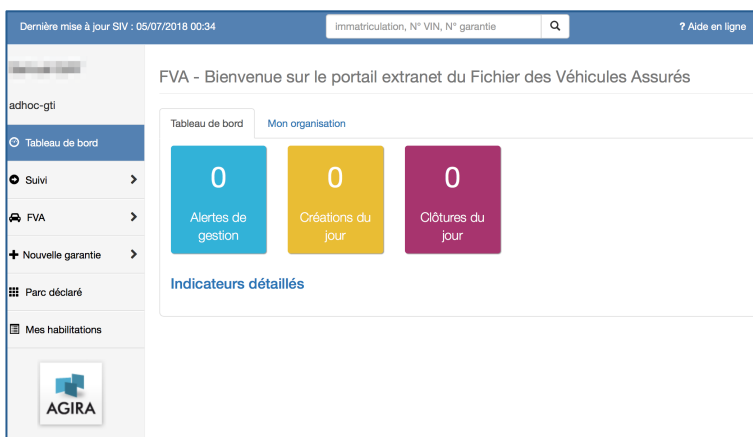 Dernière mise à jour SIV : 05/07/2018 00:34
immatriculation, N° VIN, N° garantie
? Aide en ligne
adhoc-gti
Tableau de bord
Suivi
FVA
Nouvelle garantie
Parc déclaré
Mes habilitations
AGIRA
FVA - Bienvenue sur le portail extranet du Fichier des Véhicules Assurés
Tableau de bord
Mon organisation
0
Alertes de
gestion
0
Créations du
jour
0
Clôtures du
jour
Indicateurs détaillés